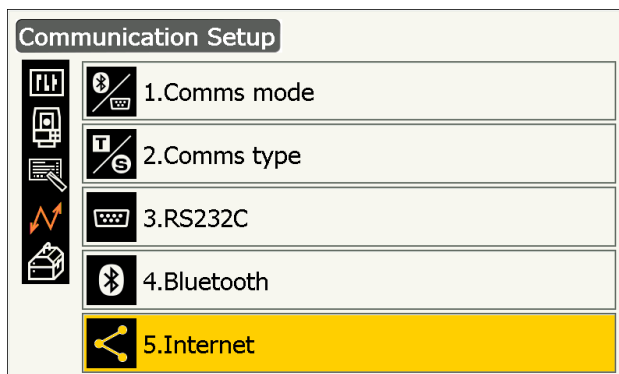 Communication Setup
1.Comms mode
T
S
2.Comms type
3.RS232C
4.Bluetooth
5.Internet